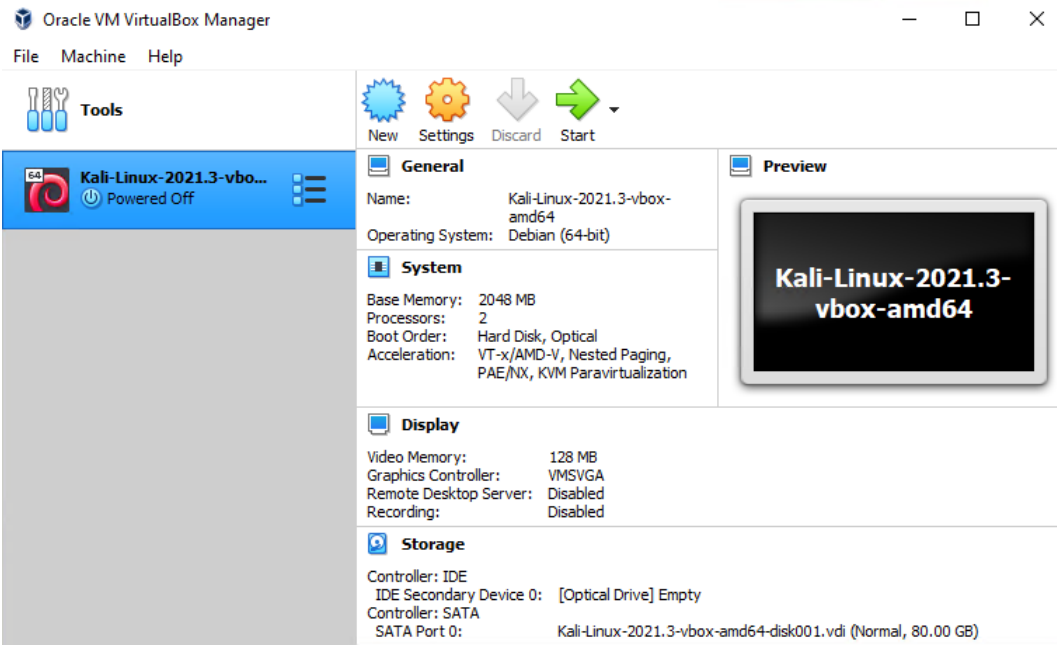 Oracle VM VirtualBox Manager
File Machine Help
Tools
New Settings Discard Start
64
Kali-Linux-2021.3-vbo...
Powered Off
General
Name: Kali-Linux-2021.3-vbox-
amd64
Operating System: Debian (64-bit)
System
Base Memory: 2048 MB
Processors: 2
Boot Order: Hard Disk, Optical
Acceleration: VT-x/AMD-V, Nested Paging,
PAE/NX, KVM Paravirtualization
Preview
Kali-Linux-2021.3-
vbox-amd64
Display
Video Memory: 128 MB
Graphics Controller: VMSVGA
Remote Desktop Server: Disabled
Recording: Disabled
Storage
Controller: IDE
IDE Secondary Device 0: [Optical Drive] Empty
Controller: SATA
SATA Port 0: Kali-Linux-2021.3-vbox-amd64-disk001.vdi (Normal, 80.00 GB)